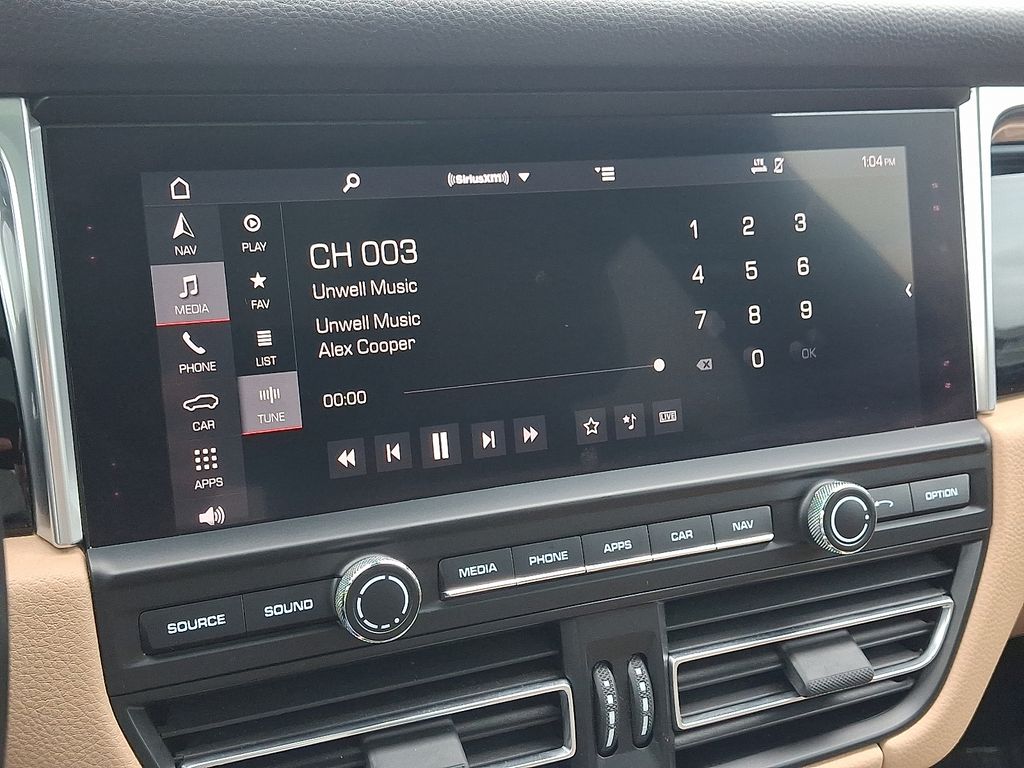 ((SiriusXM))
LTE
1:04 PM
NAV
PLAY
MEDIA
FAV
PHONE
LIST
CAR
TUNE
APPS
CH 003
Unwell Music
Unwell Music
Alex Cooper
00:00
LIVE
1 2 3
4 5 6
7 8 9
0 OK
SOURCE SOUND MEDIA PHONE APPS CAR NAV OPTION